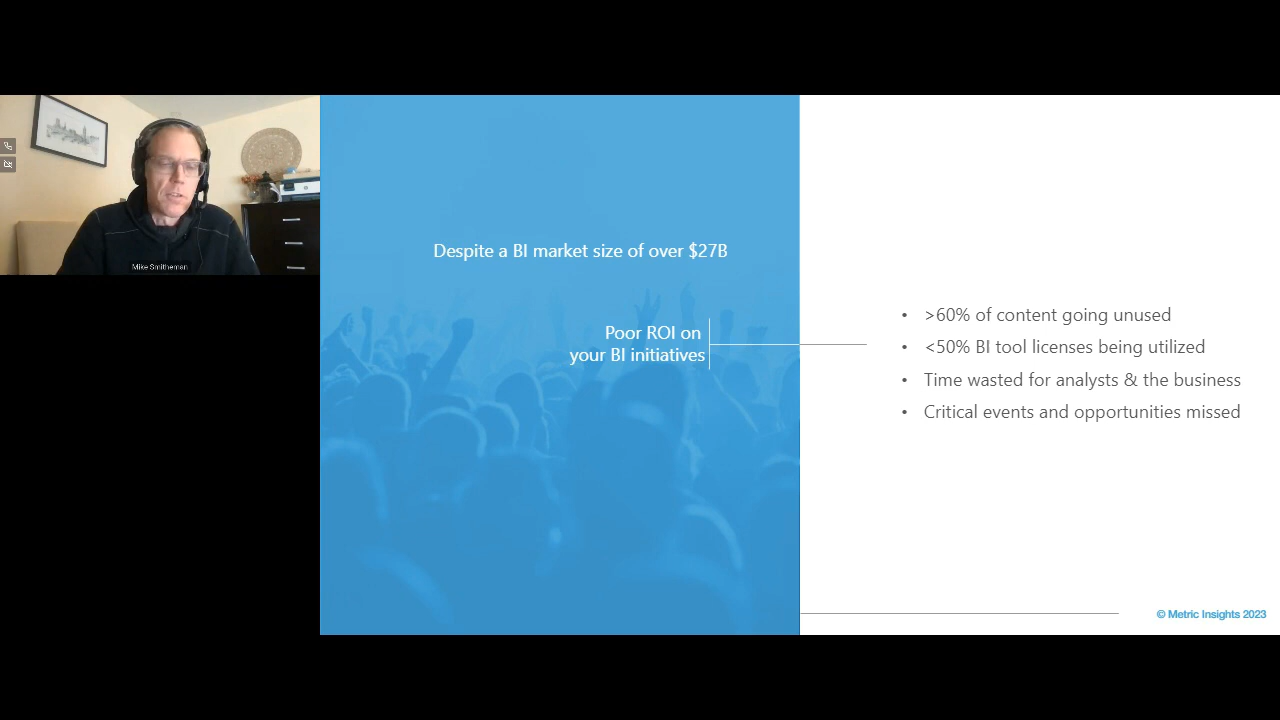 Mike Smitheman
Despite a BI market size of over $27B
Poor ROI on
your BI initiatives
• >60% of content going unused
• <50% BI tool licenses being utilized
• Time wasted for analysts & the business
• Critical events and opportunities missed
© Metric Insights 2023